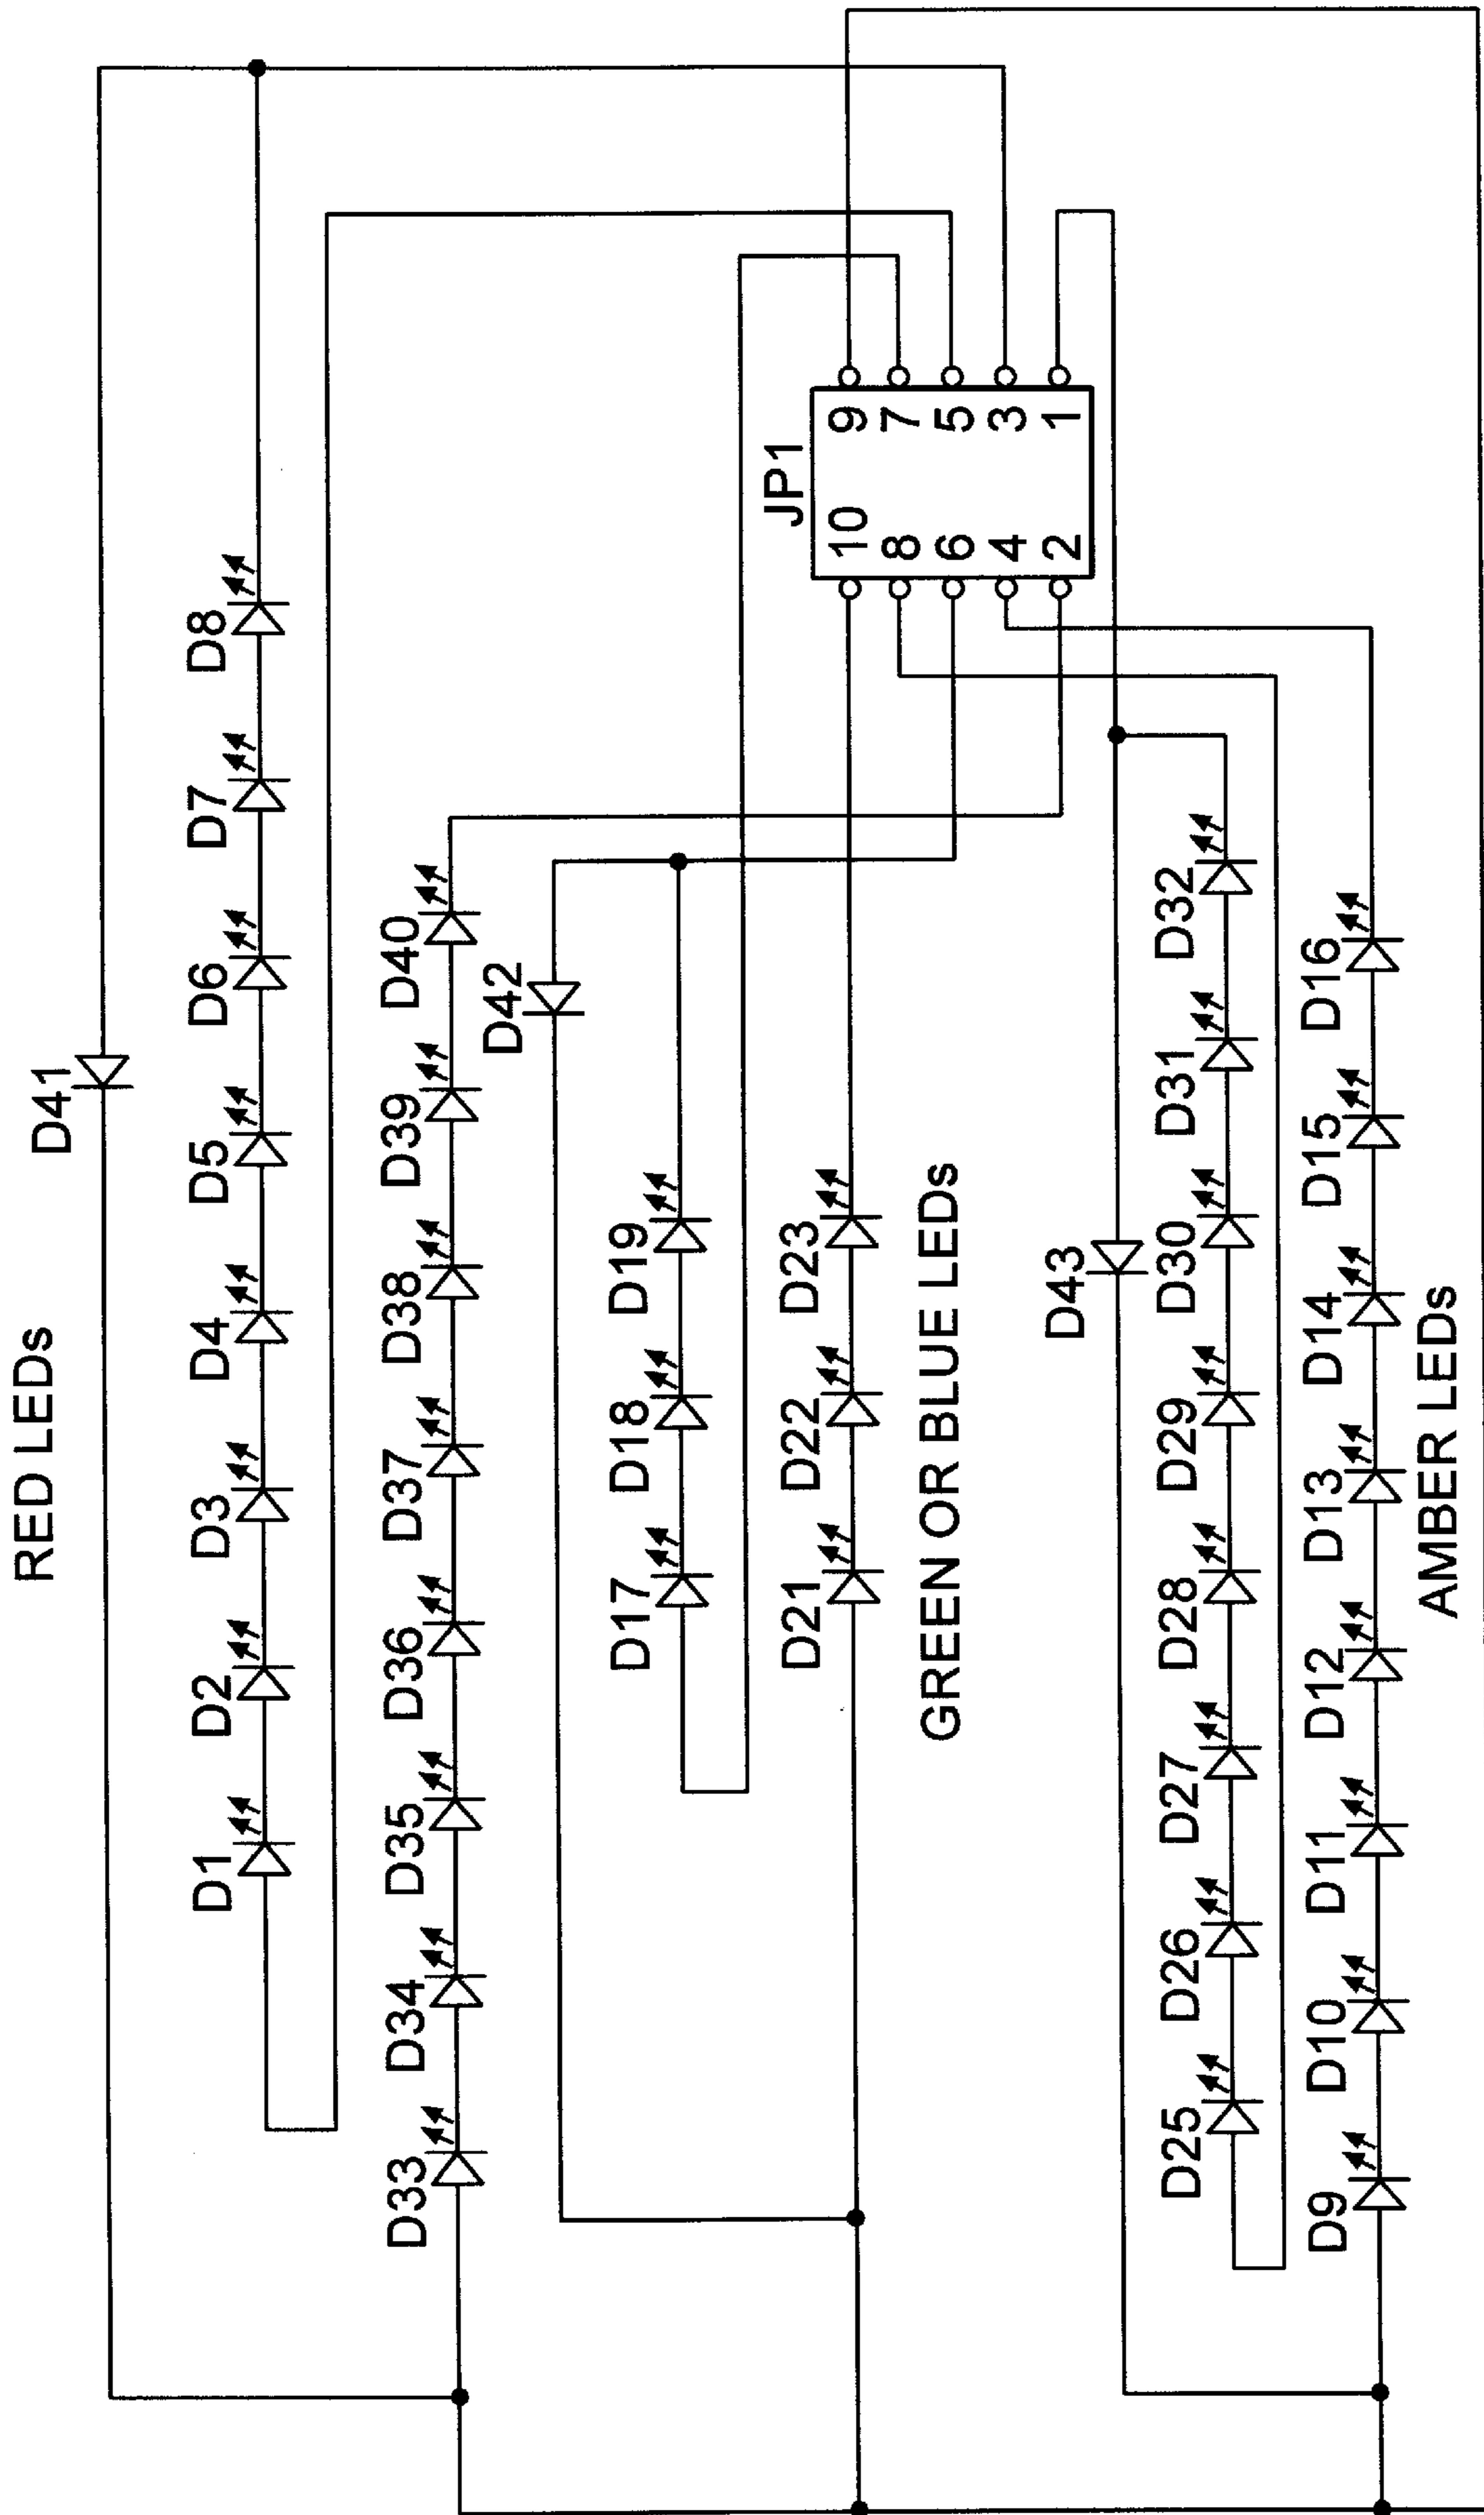 RED LEDs
D41
D1 D2 D3 D4 D5 D6 D7 D8
D33 D34 D35 D36 D37 D38 D39 D40
D42
D17 D18 D19
D21 D22 D23
GREEN OR BLUE LEDs
JP1
10 9
8 7
6 5
4 3
2 1
D43
D25 D26 D27 D28 D29 D30 D31 D32
D9 D10 D11 D12 D13 D14 D15 D16
AMBER LEDs